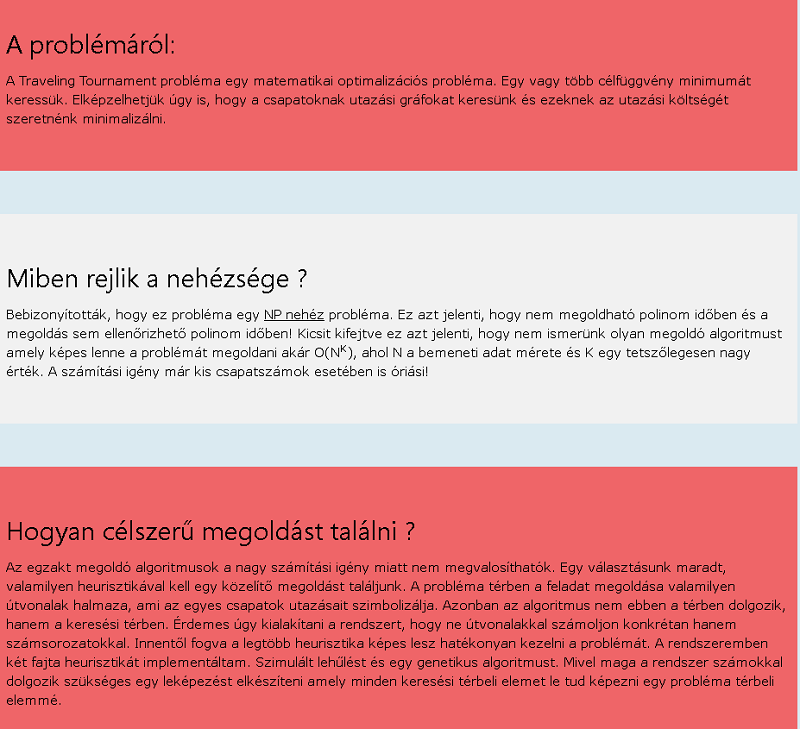 A problémáról:
A Traveling Tournament probléma egy matematikai optimalizációs probléma. Egy vagy több célfüggvény minimumát
keressük. Elképzelhetjük úgy is, hogy a csapatoknak utazási gráfokat keresünk és ezeknek az utazási költségét
szeretnénk minimalizálni.
Miben rejlik a nehézsége ?
Bebizonyították, hogy ez probléma egy NP nehéz probléma. Ez azt jelenti, hogy nem megoldható polinom időben és a
megoldás sem ellenőrizhető polinom időben! Kicsit kifejtve ez azt jelenti, hogy nem ismerünk olyan megoldó algoritmust
amely képes lenne a problémát megoldani akár O(N^K), ahol N a bemeneti adat mérete és K egy tetszőlegesen nagy
érték. A számítási igény már kis csapatszámok esetében is óriási!
Hogyan célszerű megoldást találni ?
Az egzakt megoldó algoritmusok a nagy számítási igény miatt nem megvalosíthatók. Egy választásunk maradt,
valamilyen heurisztikával kell egy közelítő megoldást találjunk. A probléma térben a feladat megoldása valamilyen
útvonalak halmaza, ami az egyes csapatok utazásait szimbolizálja. Azonban az algoritmus nem ebben a térben dolgozik,
hanem a keresési térben. Érdemes úgy kialakítani a rendszert, hogy ne útvonalakkal számoljon konkrétan hanem
számsorozatokkal. Innentől fogva a legtöbb heurisztika képes lesz hatékonyan kezelni a problémát. A rendszeremben
két fajta heurisztikát implementáltam. Szimulált lehűlést és egy genetikus algoritmust. Mivel maga a rendszer számokkal
dolgozik szükséges egy leképezést elkészíteni amely minden keresési térbeli elemet le tud képezni egy probléma térbeli
elemmé.